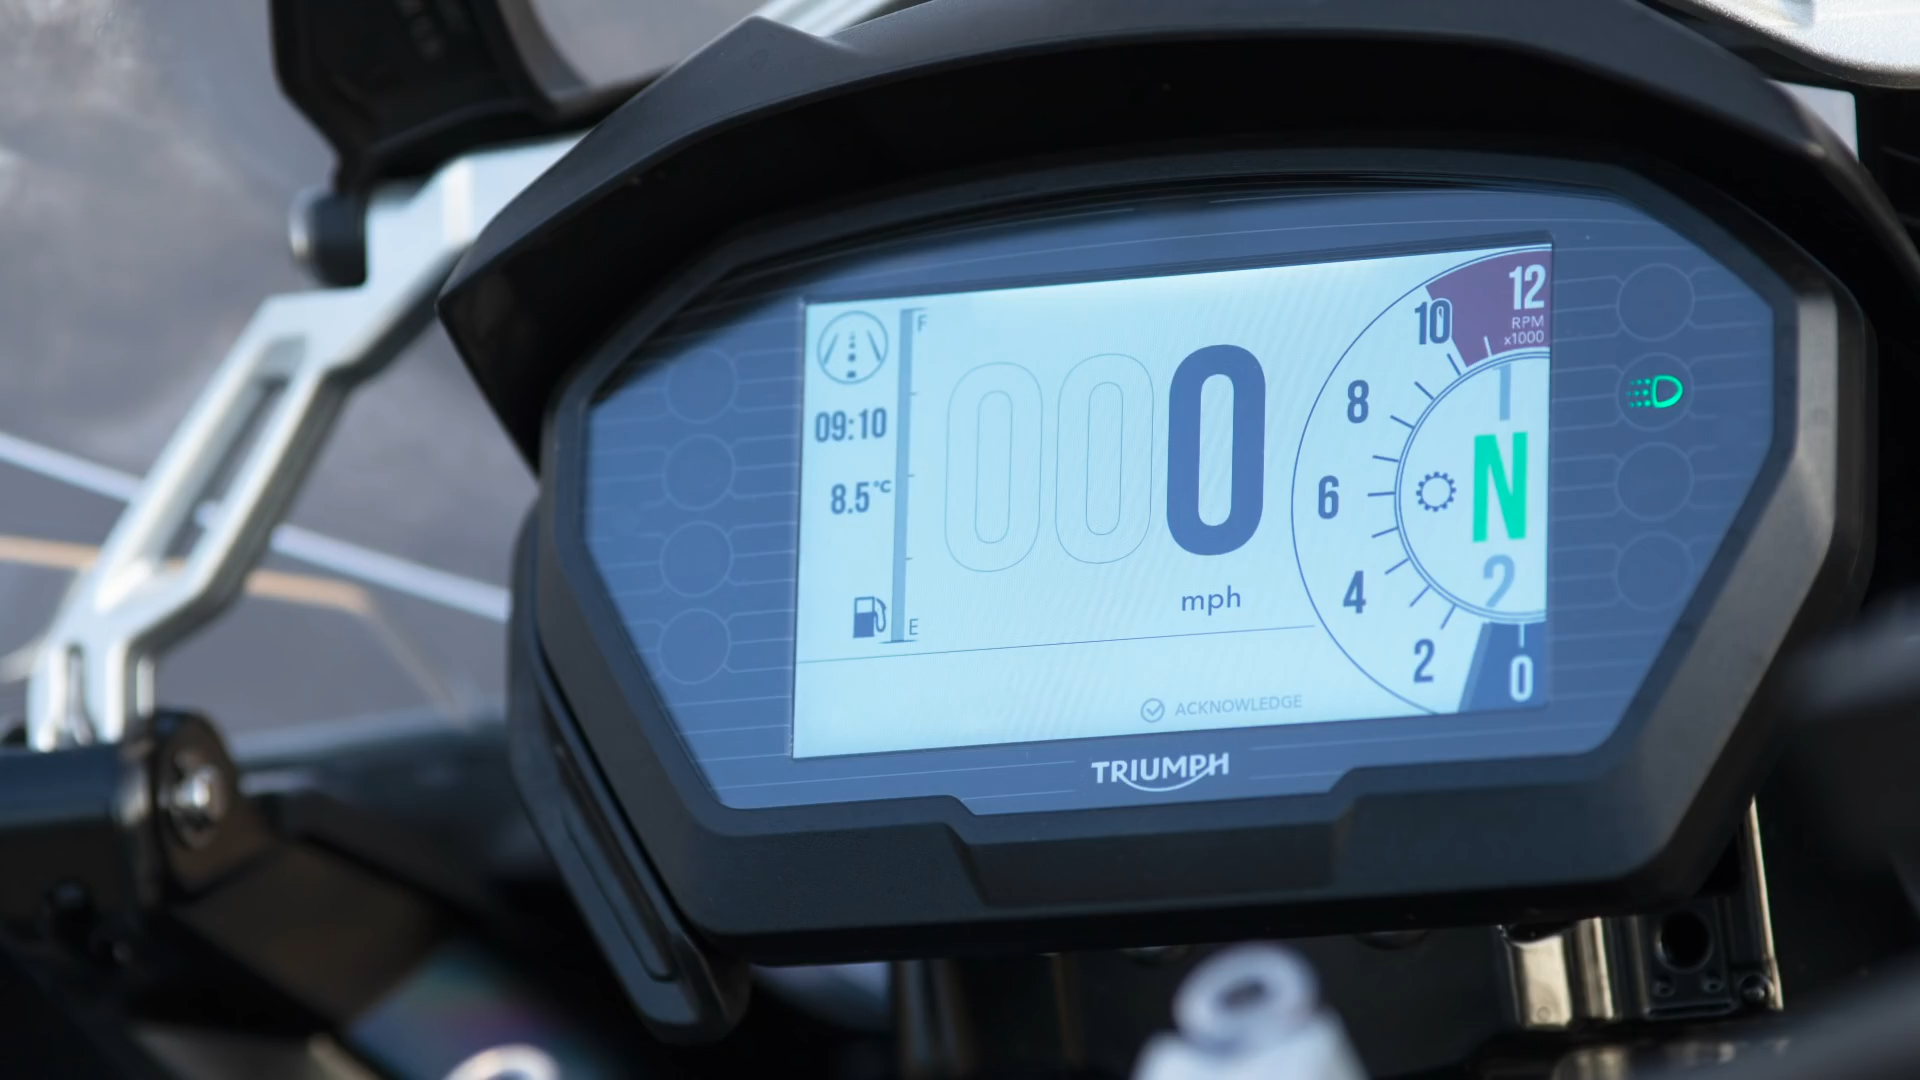 F
09:10
8.5°C
E
000
mph
12
RPM
x1000
10
8
6
4
2
0
1
N
2
ACKNOWLEDGE
TRIUMPH